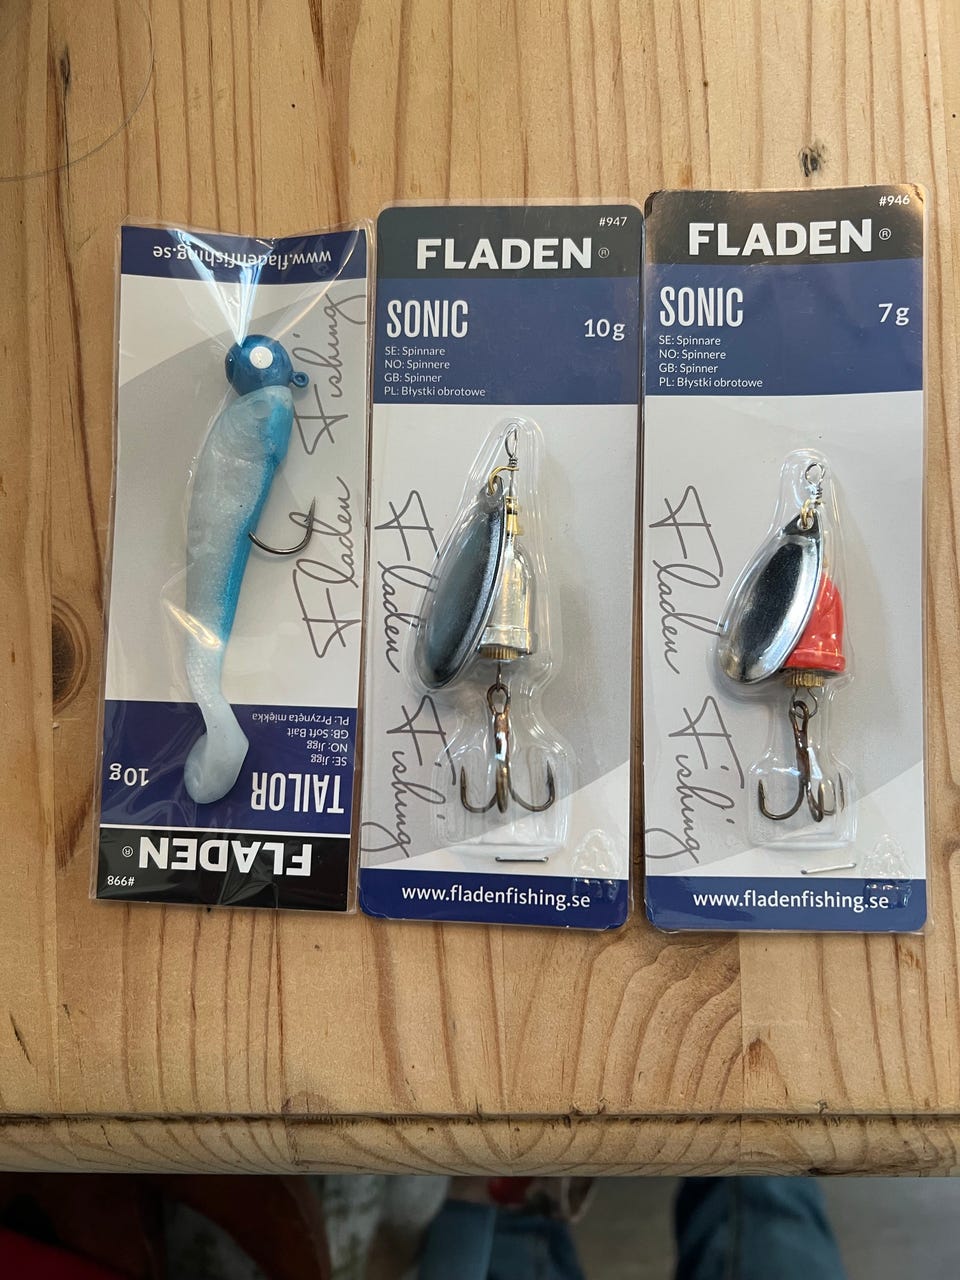 www.fladenfishing.se
Fladen Fishing
SE: Jigg
NO: Jigg
GB: Soft Bait
PL: Przynęta miękka
TAILOR
10g
FLADEN®
#998
#947
FLADEN®
SONIC
10g
SE: Spinnare
NO: Spinnere
GB: Spinner
PL: Błystki obrotowe
Fladen Fishing
www.fladenfishing.se
#946
FLADEN®
SONIC
7g
SE: Spinnare
NO: Spinnere
GB: Spinner
PL: Błystki obrotowe
Fladen Fishing
www.fladenfishing.se